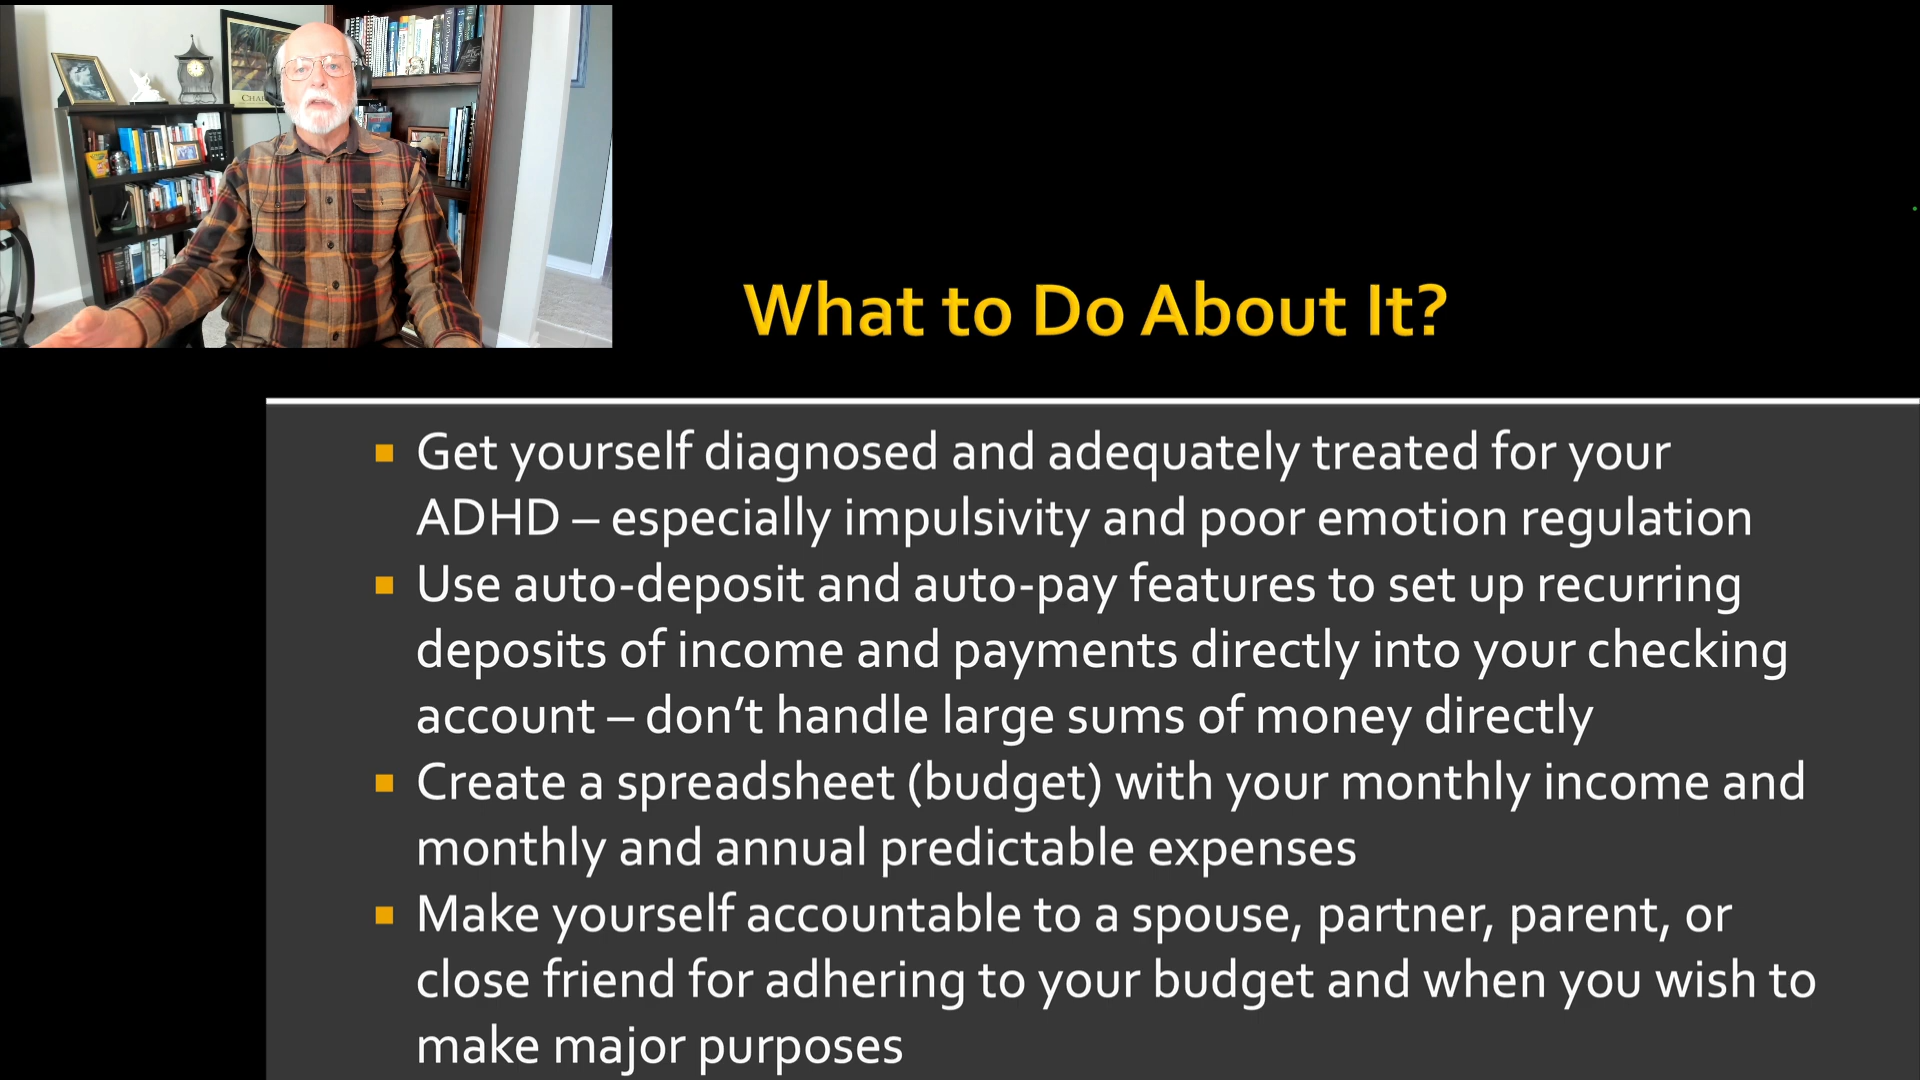 What to Do About It?
Get yourself diagnosed and adequately treated for your
ADHD – especially impulsivity and poor emotion regulation
Use auto-deposit and auto-pay features to set up recurring
deposits of income and payments directly into your checking
account – don’t handle large sums of money directly
Create a spreadsheet (budget) with your monthly income and
monthly and annual predictable expenses
Make yourself accountable to a spouse, partner, parent, or
close friend for adhering to your budget and when you wish to
make major purposes